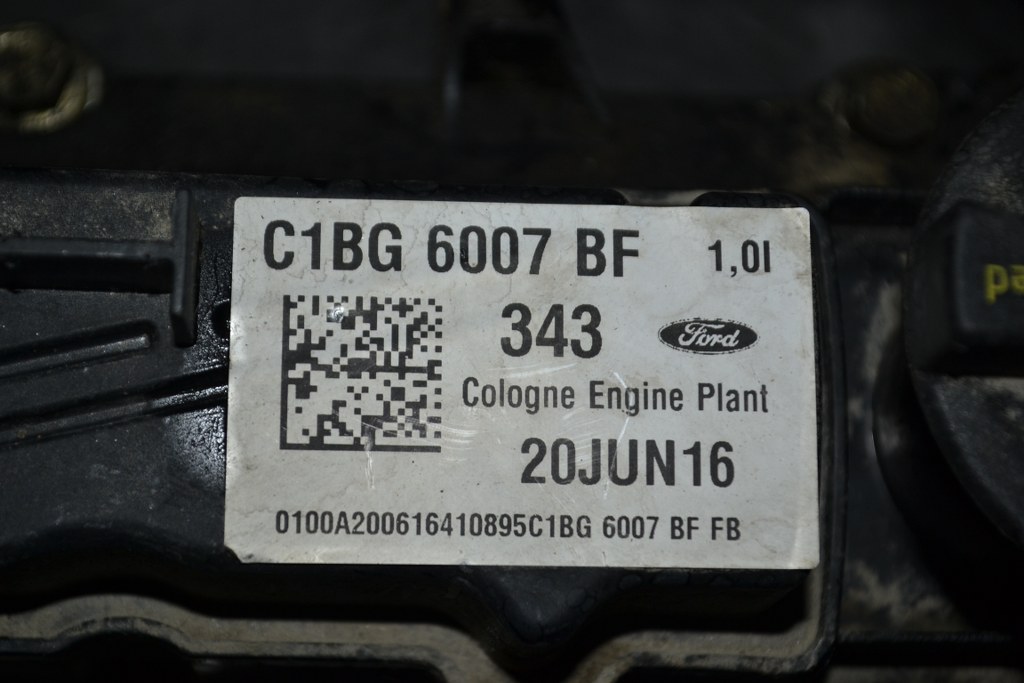 C1BG 6007 BF 1,0l
343 Ford
Cologne Engine Plant
20JUN16
0100A200616410895C1BG 6007 BF FB